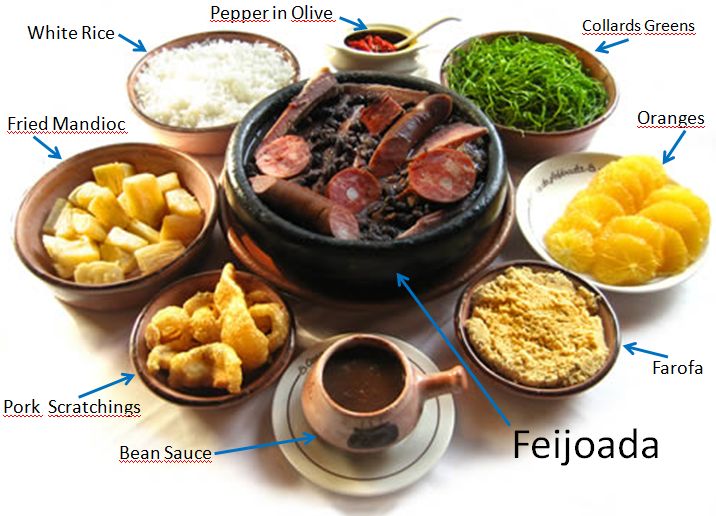 Pepper in Olive
White Rice
Collards Greens
Fried Mandioc
Oranges
Farofa
Pork Scratchings
Bean Sauce
Feijoada